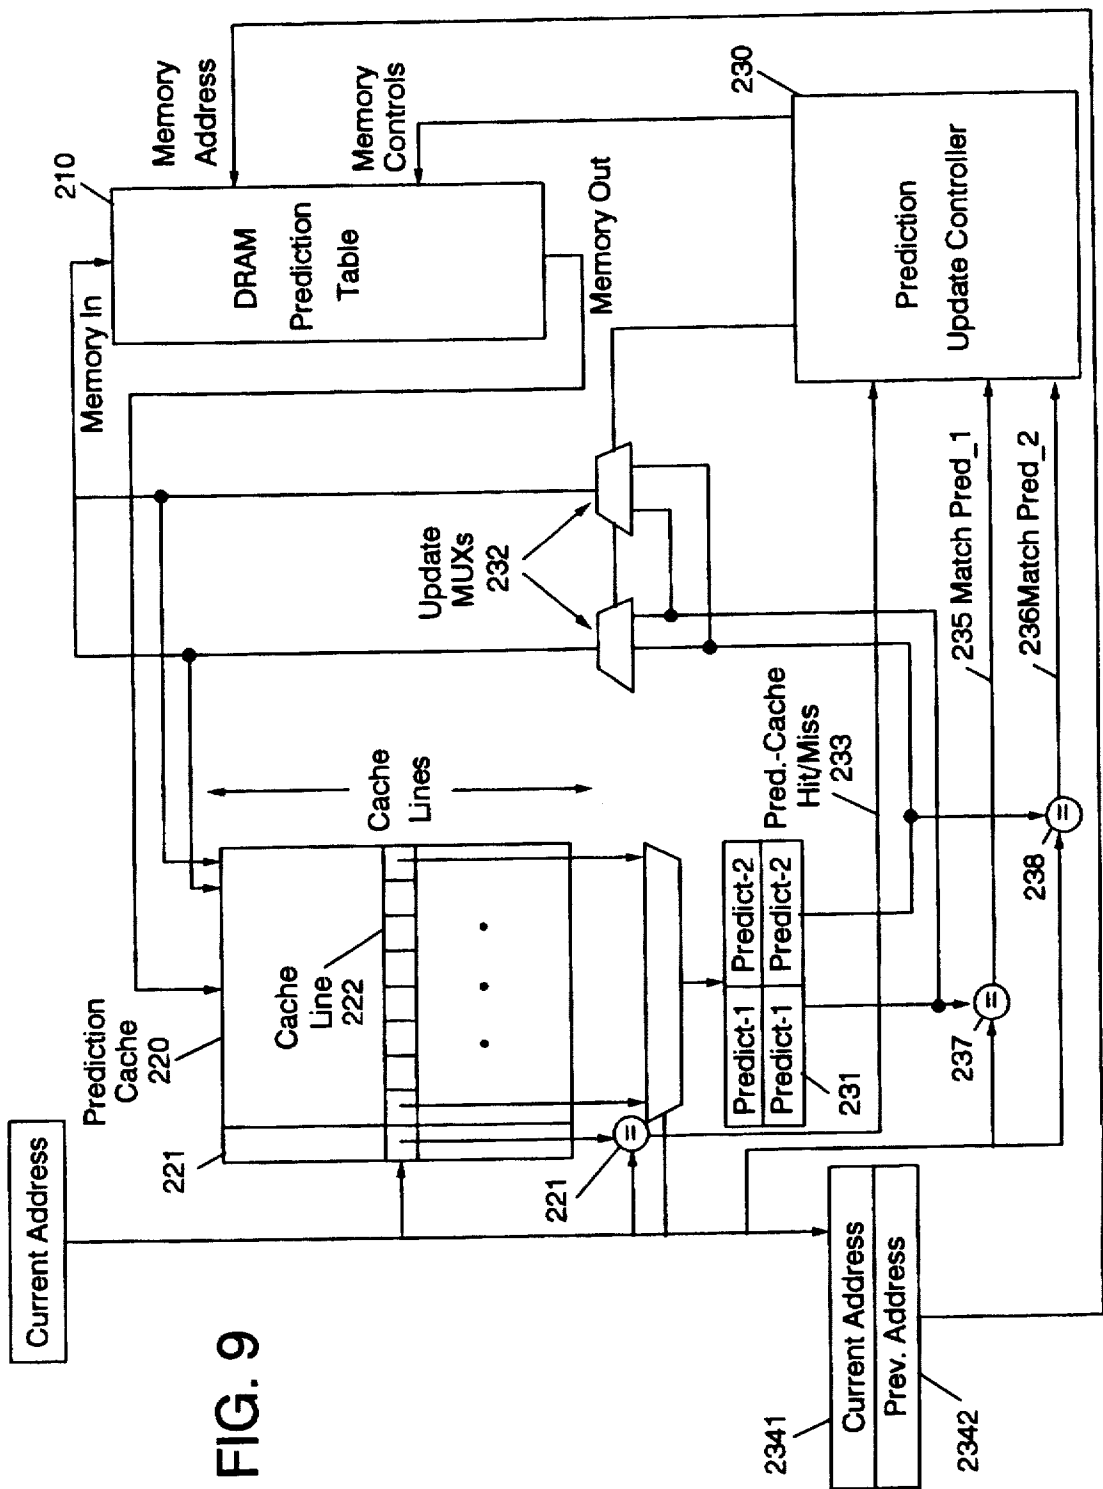 Current Address
FIG. 9
221
Prediction
Cache
220
Cache
Line
222
Cache
Lines
Memory In
210
DRAM
Prediction
Table
Memory
Address
Memory
Controls
Memory Out
Update
MUXs
232
221
=
Predict-1
Predict-2
Predict-1
Predict-2
231
Pred.-Cache
Hit/Miss
233
230
Prediction
Update Controller
235 Match Pred_1
236Match Pred_2
=
237
=
238
2341
Current Address
Prev. Address
2342